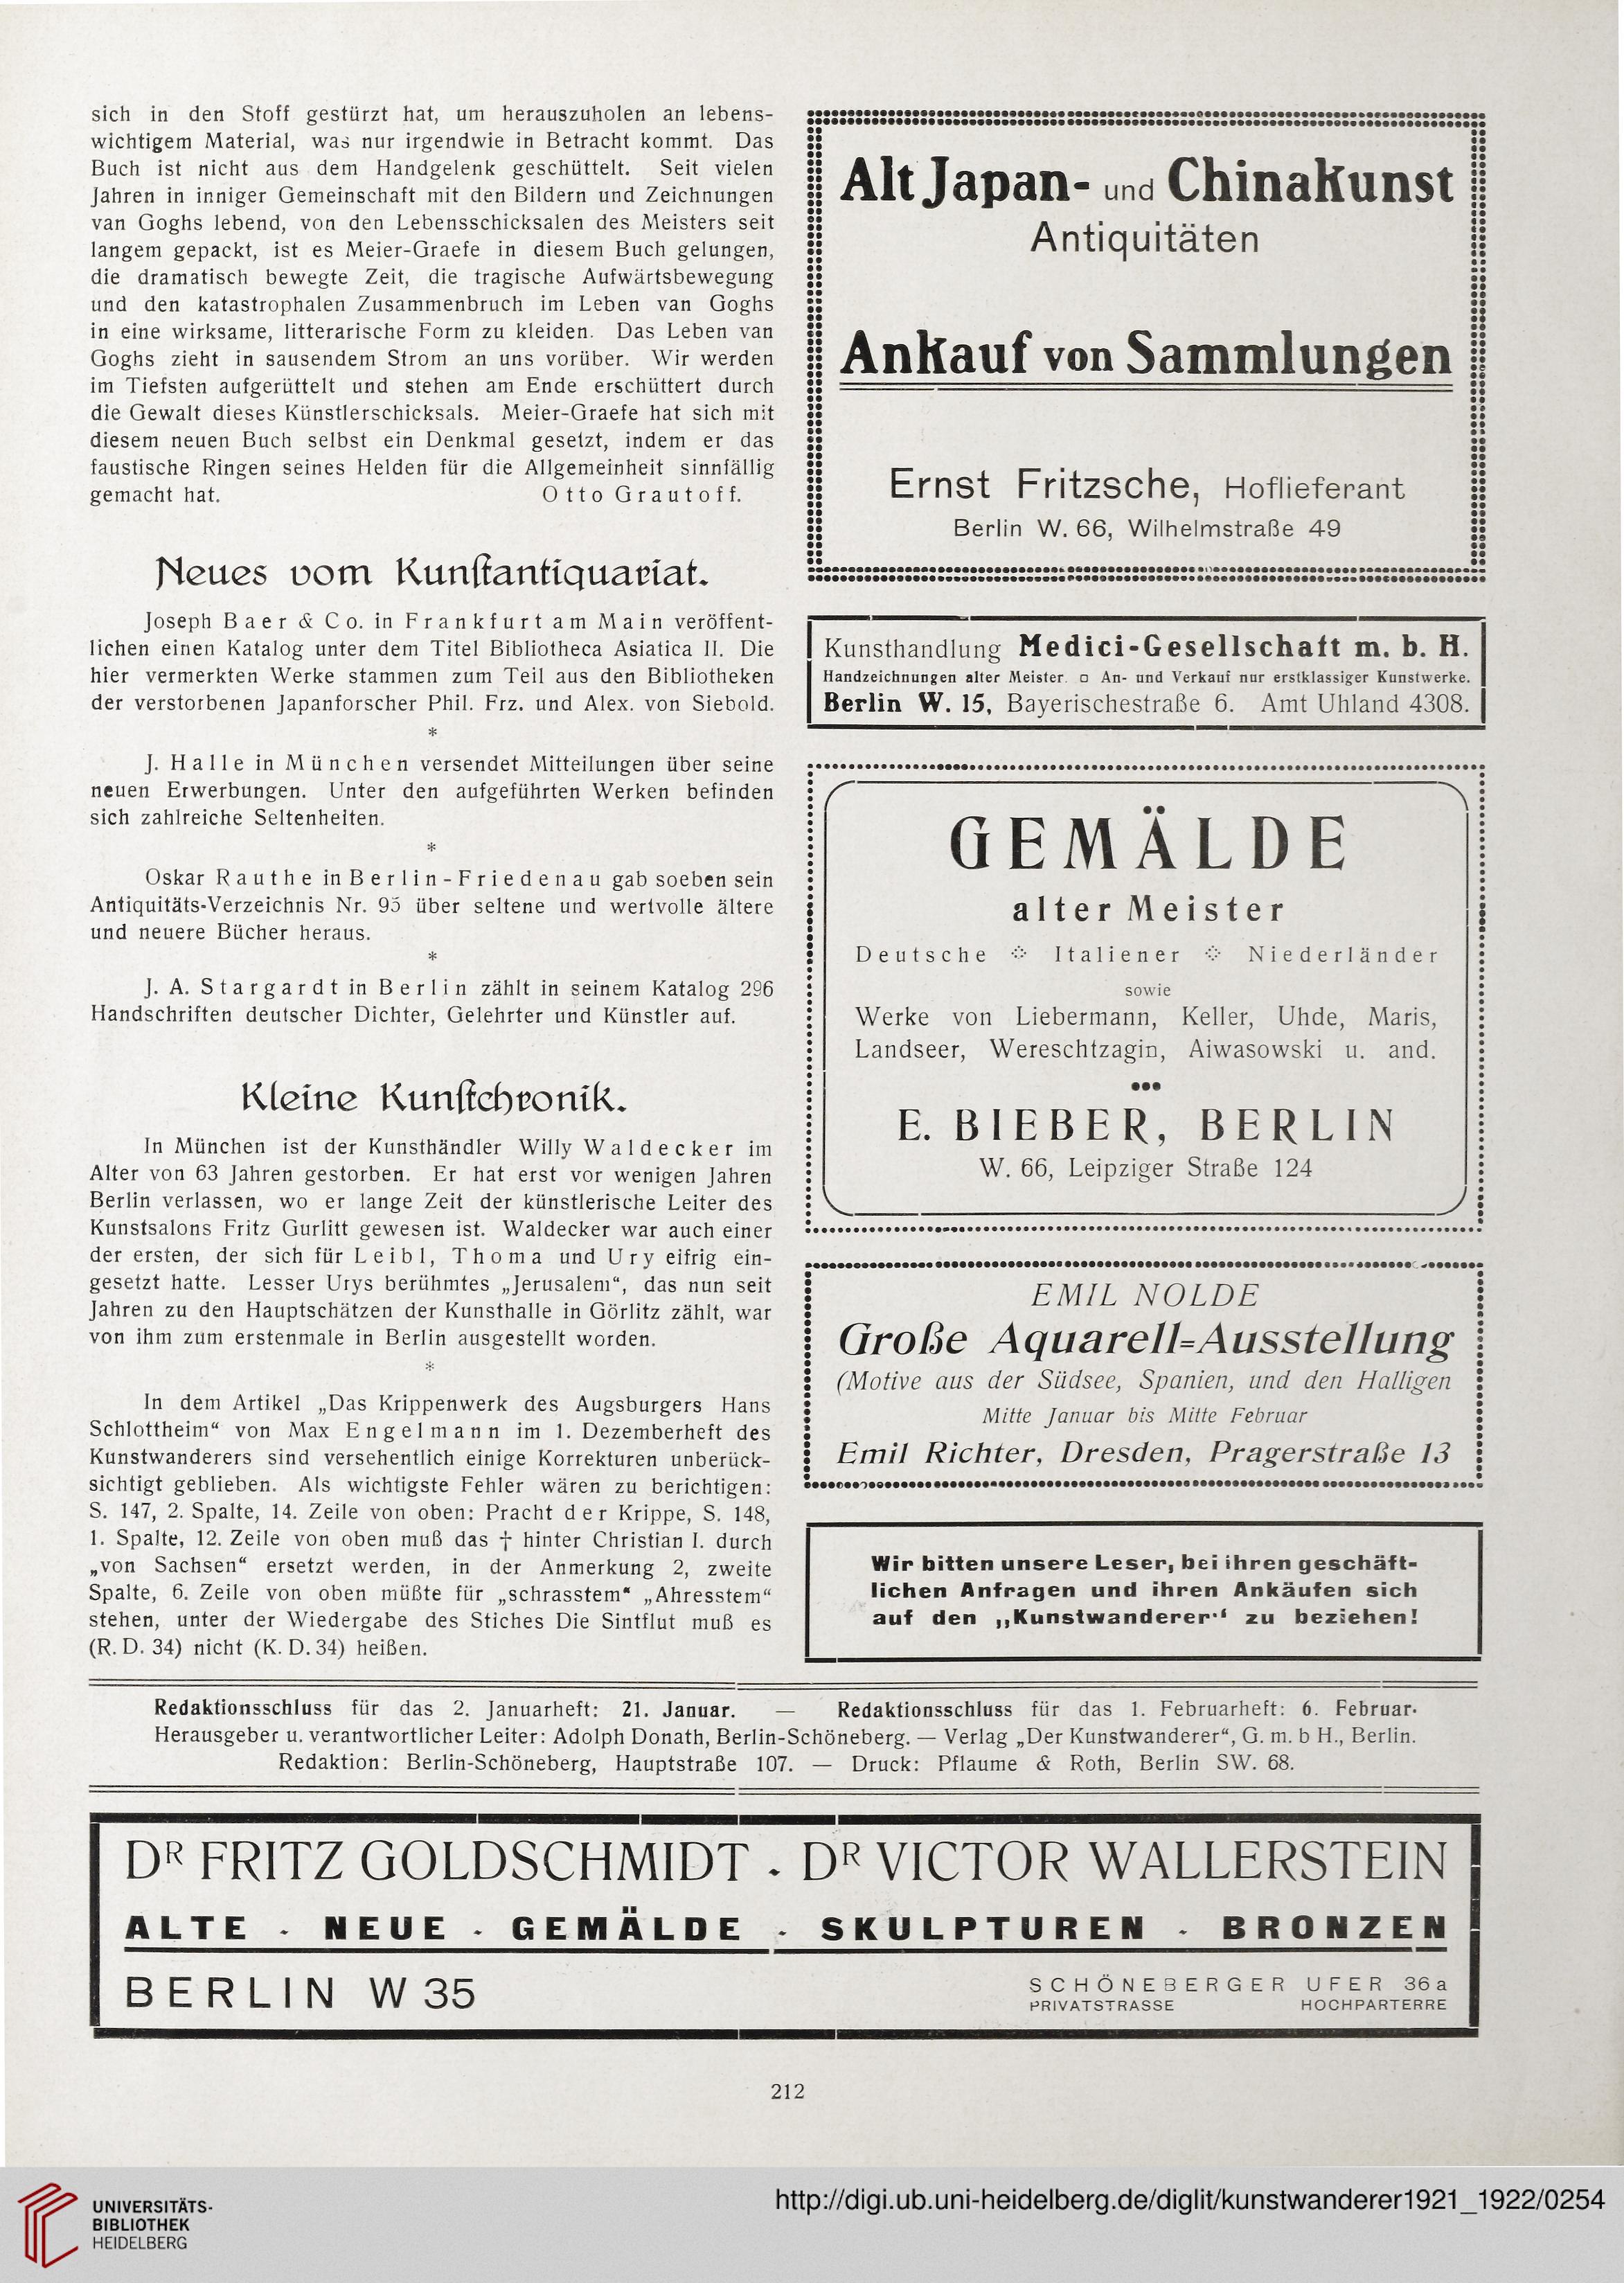 sich in den Stoff gestürzt hat, um herauszuholen an lebens-
wichtigem Material, was nur irgendwie in Betracht kommt. Das
Buch ist nicht aus dem Handgelenk geschüttelt. Seit vielen
Jahren in inniger Gemeinschaft mit den Bildern und Zeichnungen
van Goghs lebend, von den Lebensschicksalen des Meisters seit
langem gepackt, ist es Meier-Graefe in diesem Buch gelungen,
die dramatisch bewegte Zeit, die tragische Aufwärtsbewegung
und den katastrophalen Zusammenbruch im Leben van Goghs
in eine wirksame, litterarische Form zu kleiden. Das Leben van
Goghs zieht in sausendem Strom an uns vorüber. Wir werden
im Tiefsten aufgerüttelt und stehen am Ende erschüttert durch
die Gewalt dieses Künstlerschicksals. Meier-Graefe hat sich mit
diesem neuen Buch selbst ein Denkmal gesetzt, indem er das
faustische Ringen seines Helden für die Allgemeinheit sinnfällig
gemacht hat. Otto Grautoff.
Neues vom Kunſtantiquariat.
Joseph Baer & Co. in Frankfurt am Main veröffent-
lichen einen Katalog unter dem Titel Bibliotheca Asiatica II. Die
hier vermerkten Werke stammen zum Teil aus den Bibliotheken
der verstorbenen Japanforscher Phil. Frz. und Alex. von Siebold.
*
J. Halle in München versendet Mitteilungen über seine
neuen Erwerbungen. Unter den aufgeführten Werken befinden
sich zahlreiche Seltenheiten.
*
Oskar Rauthe in Berlin-Friedenau gab soeben sein
Antiquitäts-Verzeichnis Nr. 95 über seltene und wertvolle ältere
und neuere Bücher heraus.
*
J. A. Stargardt in Berlin zählt in seinem Katalog 296
Handschriften deutscher Dichter, Gelehrter und Künstler auf.
Kleine Kunſtchronik.
In München ist der Kunsthändler Willy Waldecker im
Alter von 63 Jahren gestorben. Er hat erst vor wenigen Jahren
Berlin verlassen, wo er lange Zeit der künstlerische Leiter des
Kunstsalons Fritz Gurlitt gewesen ist. Waldecker war auch einer
der ersten, der sich für Leibl, Thoma und Ury eifrig ein-
gesetzt hatte. Lesser Urys berühmtes „Jerusalem“, das nun seit
Jahren zu den Hauptschätzen der Kunsthalle in Görlitz zählt, war
von ihm zum erstenmale in Berlin ausgestellt worden.
*
In dem Artikel „Das Krippenwerk des Augsburgers Hans
Schlottheim“ von Max Engelmann im 1. Dezemberheft des
Kunstwanderers sind versehentlich einige Korrekturen unberück-
sichtigt geblieben. Als wichtigste Fehler wären zu berichtigen:
S. 147, 2. Spalte, 14. Zeile von oben: Pracht der Krippe, S. 148,
1. Spalte, 12. Zeile von oben muß das † hinter Christian I. durch
„von Sachsen“ ersetzt werden, in der Anmerkung 2, zweite
Spalte, 6. Zeile von oben müßte für „schrasstem“ „Ahresstem“
stehen, unter der Wiedergabe des Stiches Die Sintflut muß es
(R. D. 34) nicht (K. D. 34) heißen.
Alt Japan- und Chinakunst
Antiquitäten
Ankauf von Sammlungen
Ernst Fritzsche, Hoflieferant
Berlin W. 66, Wilhelmstraße 49
Kunsthandlung Medici-Gesellschaft m. b. H.
Handzeichnungen alter Meister. □ An- und Verkauf nur erstklassiger Kunstwerke.
Berlin W. 15, Bayerischestraße 6. Amt Uhland 4308.
GEMÄLDE
alter Meister
Deutsche Italiener Niederländer
sowie
Werke von Liebermann, Keller, Uhde, Maris,
Landseer, Wereschtzagin, Aiwasowski u. and.
E. BIEBER, BERLIN
W. 66, Leipziger Straße 124
EMIL NOLDE
Große Aquarell=Ausstellung
(Motive aus der Südsee, Spanien, und den Halligen
Mitte Januar bis Mitte Februar
Emil Richter, Dresden, Pragerstraße 13
Wir bitten unsere Leser, bei ihren geschäft-
lichen Anfragen und ihren Ankäufen sich
auf den „Kunstwanderer“ zu beziehen!
Redaktionsschluss für das 2. Januarheft: 21. Januar. — Redaktionsschluss für das 1. Februarheft: 6. Februar.
Herausgeber u. verantwortlicher Leiter: Adolph Donath, Berlin-Schöneberg. — Verlag „Der Kunstwanderer“, G. m. b H., Berlin.
Redaktion: Berlin-Schöneberg, Hauptstraße 107. — Druck: Pflaume & Roth, Berlin SW. 68.
DR FRITZ GOLDSCHMIDT . DR VICTOR WALLERSTEIN
ALTE - NEUE - GEMÄLDE - SKULPTUREN - BRONZEN
BERLIN W 35
SCHÖNEBERGER UFER 36a
PRIVATSTRASSE HOCHPARTERRE
212
UNIVERSITÄTS-
BIBLIOTHEK
HEIDELBERG
http://digi.ub.uni-heidelberg.de/diglit/kunstwanderer1921_1922/0254